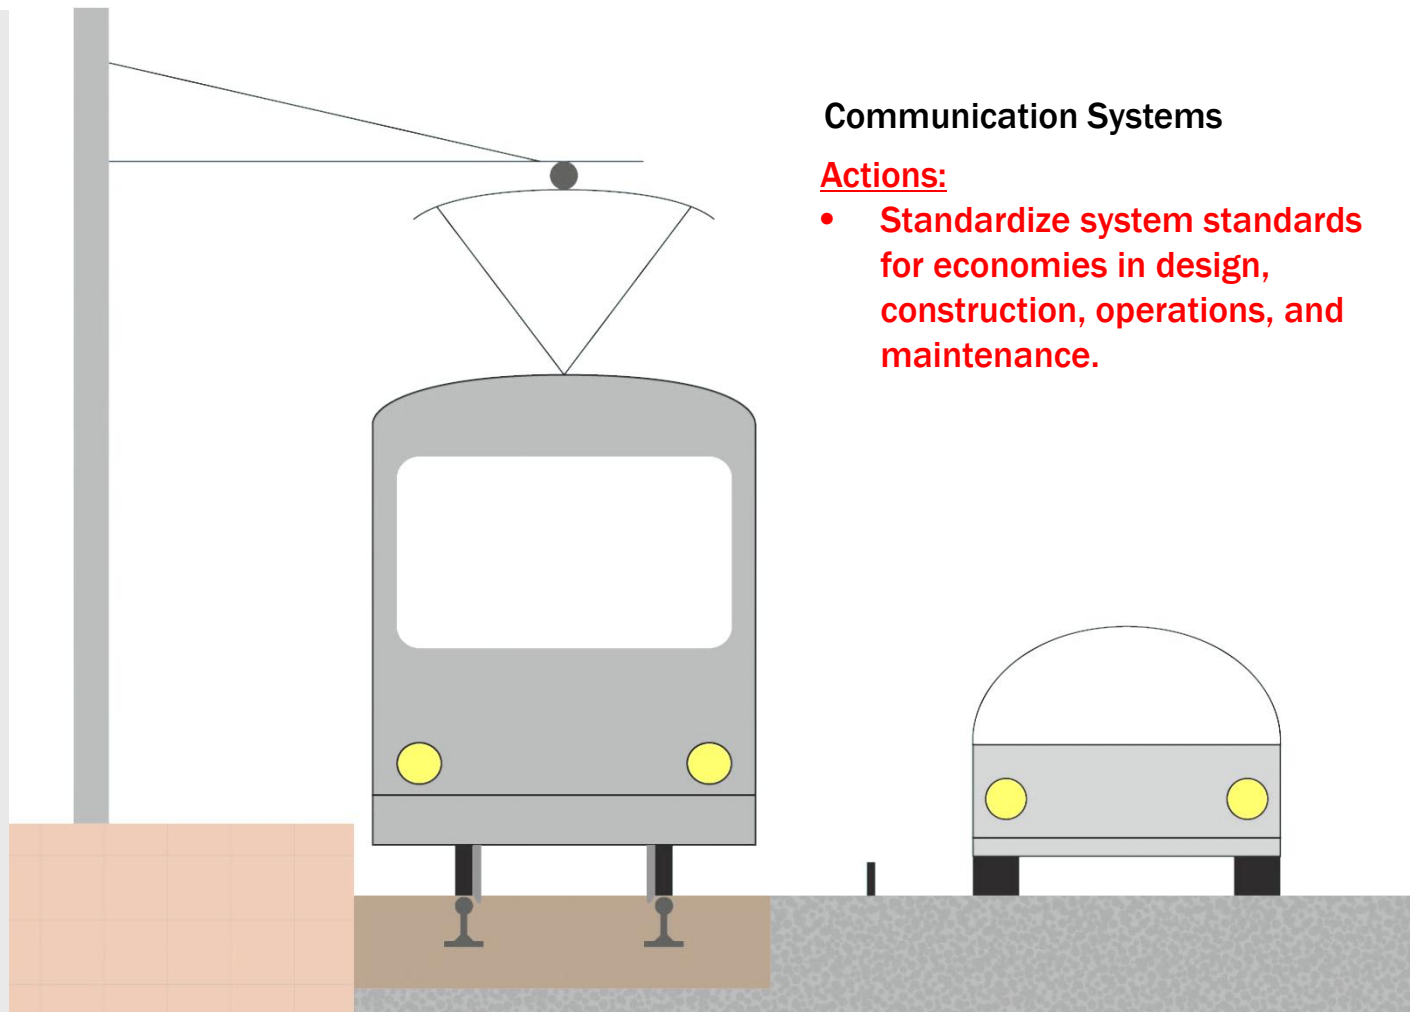 Communication Systems
Actions:
• Standardize system standards
for economies in design,
construction, operations, and
maintenance.